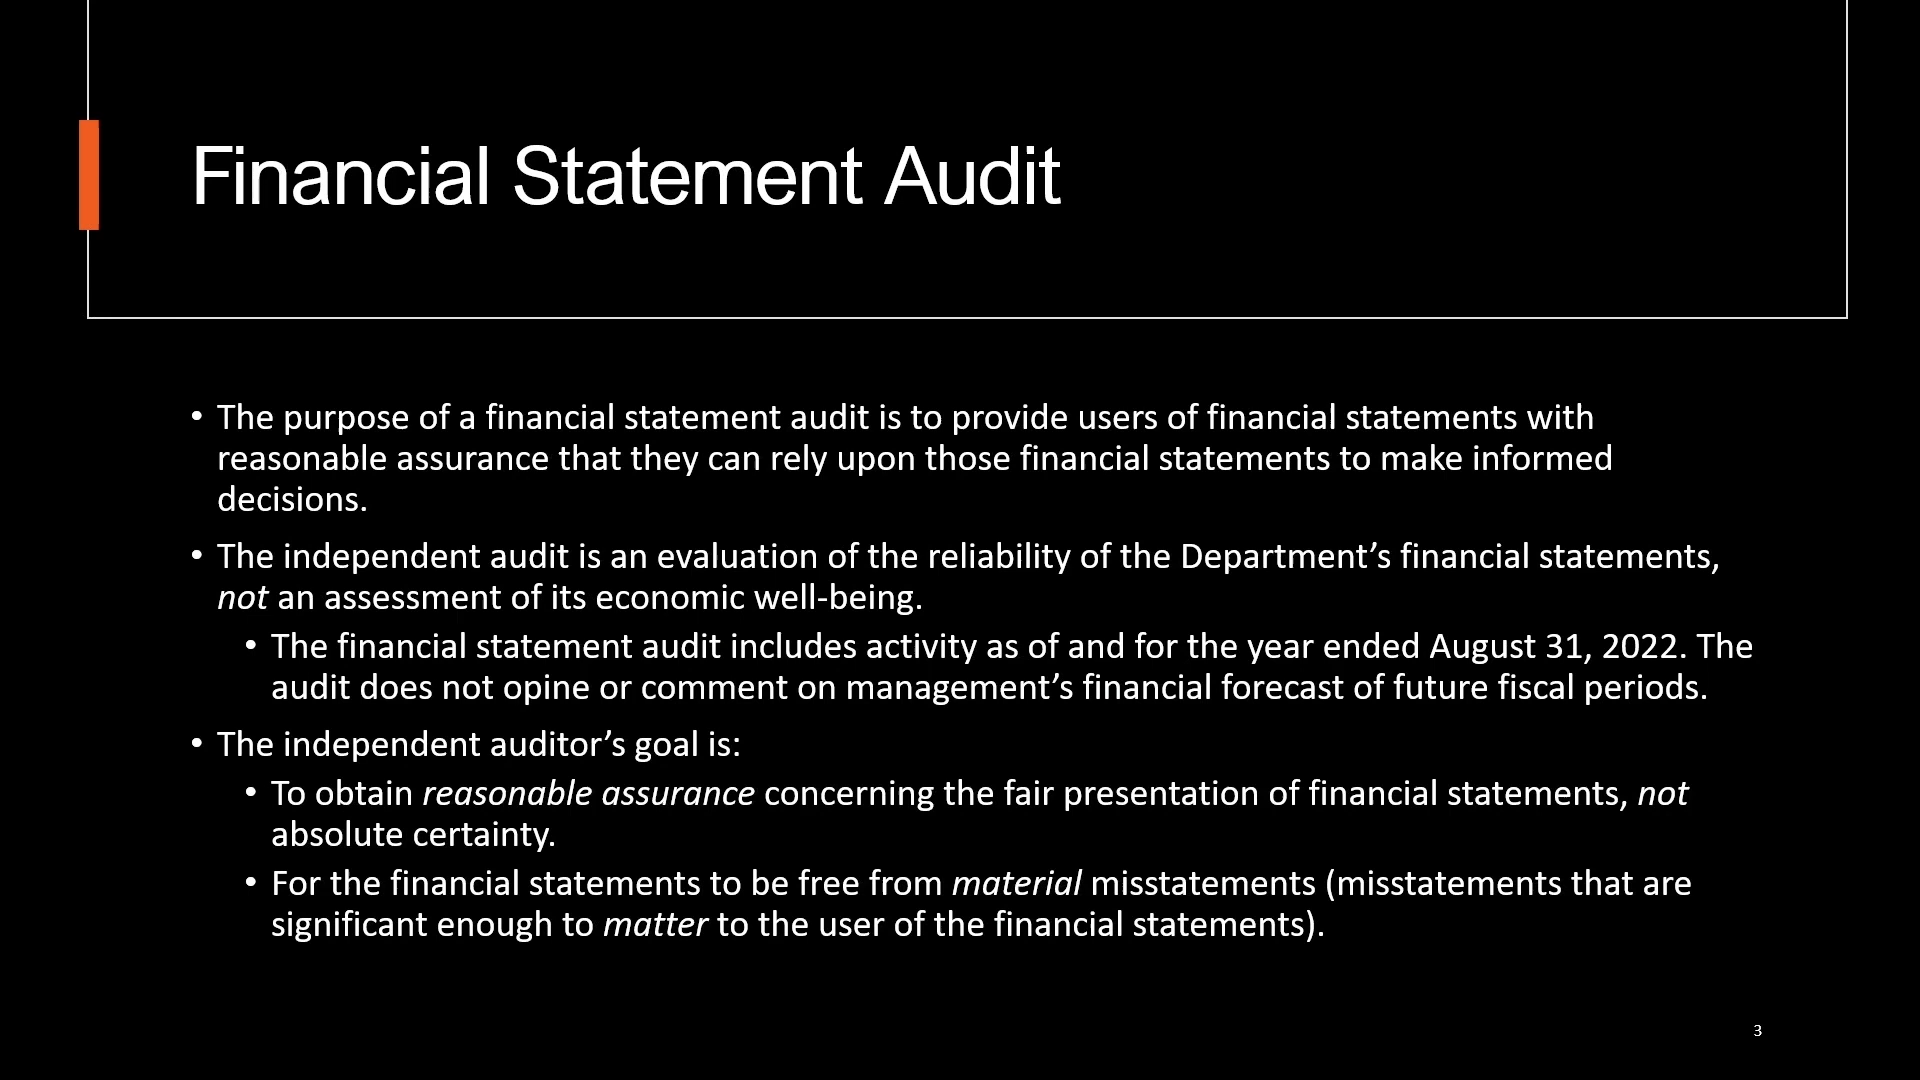 Financial Statement Audit
• The purpose of a financial statement audit is to provide users of financial statements with
reasonable assurance that they can rely upon those financial statements to make informed
decisions.
• The independent audit is an evaluation of the reliability of the Department’s financial statements,
not an assessment of its economic well-being.
• The financial statement audit includes activity as of and for the year ended August 31, 2022. The
audit does not opine or comment on management’s financial forecast of future fiscal periods.
• The independent auditor’s goal is:
• To obtain reasonable assurance concerning the fair presentation of financial statements, not
absolute certainty.
• For the financial statements to be free from material misstatements (misstatements that are
significant enough to matter to the user of the financial statements).
3